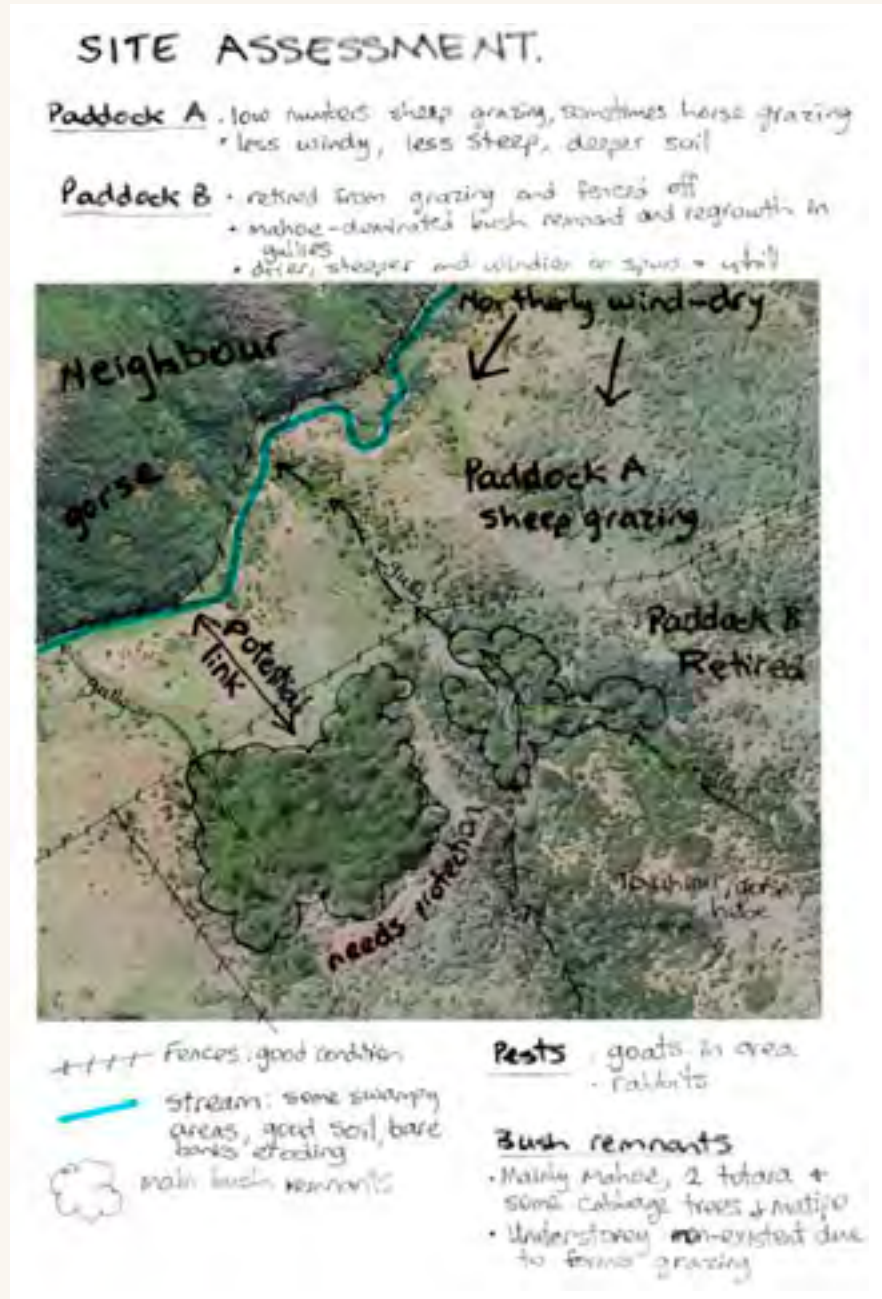 SITE ASSESSMENT.
Paddock A • low numbers sheep grazing, sometimes horse grazing
• less windy, less steep, deeper soil
Paddock B • retired from grazing and fenced off
• mahoe-dominated bush remnant and regrowth in
gullies
• drier, steeper and windier on spurs + uphill
Northerly wind-dry
Neighbour
gorse
Paddock A
sheep grazing
gully
Paddock B
Retired
Potential
link
gully
needs protection
Tauhinu, gorse
Fences: good condition
stream: some swampy
areas, good soil, bare
banks eroding
main bush remnants
Pests • goats in area
• rabbits
Bush remnants
• Mainly Mahoe, 2 totara +
some cabbage trees + matipo
• Understorey non-existent due
to former grazing